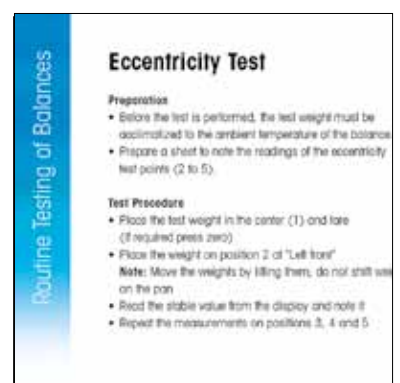 Routine Testing of Balances
Eccentricity Test
Preparation
• Before the test is performed, the test weight must be
acclimatized to the ambient temperature of the balance
• Prepare a sheet to note the readings of the eccentricity
test points (2 to 5).
Test Procedure
• Place the test weight in the center (1) and tare
(if required press zero)
• Place the weight on position 2 at "Left front"
Note: Move the weights by lifting them, do not shift wei
on the pan
• Read the stable value from the display and note it
• Repeat the measurements on positions 3, 4 and 5